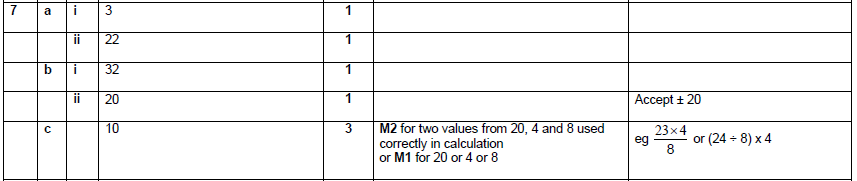 7 a i 3 1
ii 22 1
b i 32 1
ii 20 1 Accept ± 20
c 10 3 M2 for two values from 20, 4 and 8 used
correctly in calculation
or M1 for 20 or 4 or 8
eg 23×4/8 or (24 ÷ 8) x 4